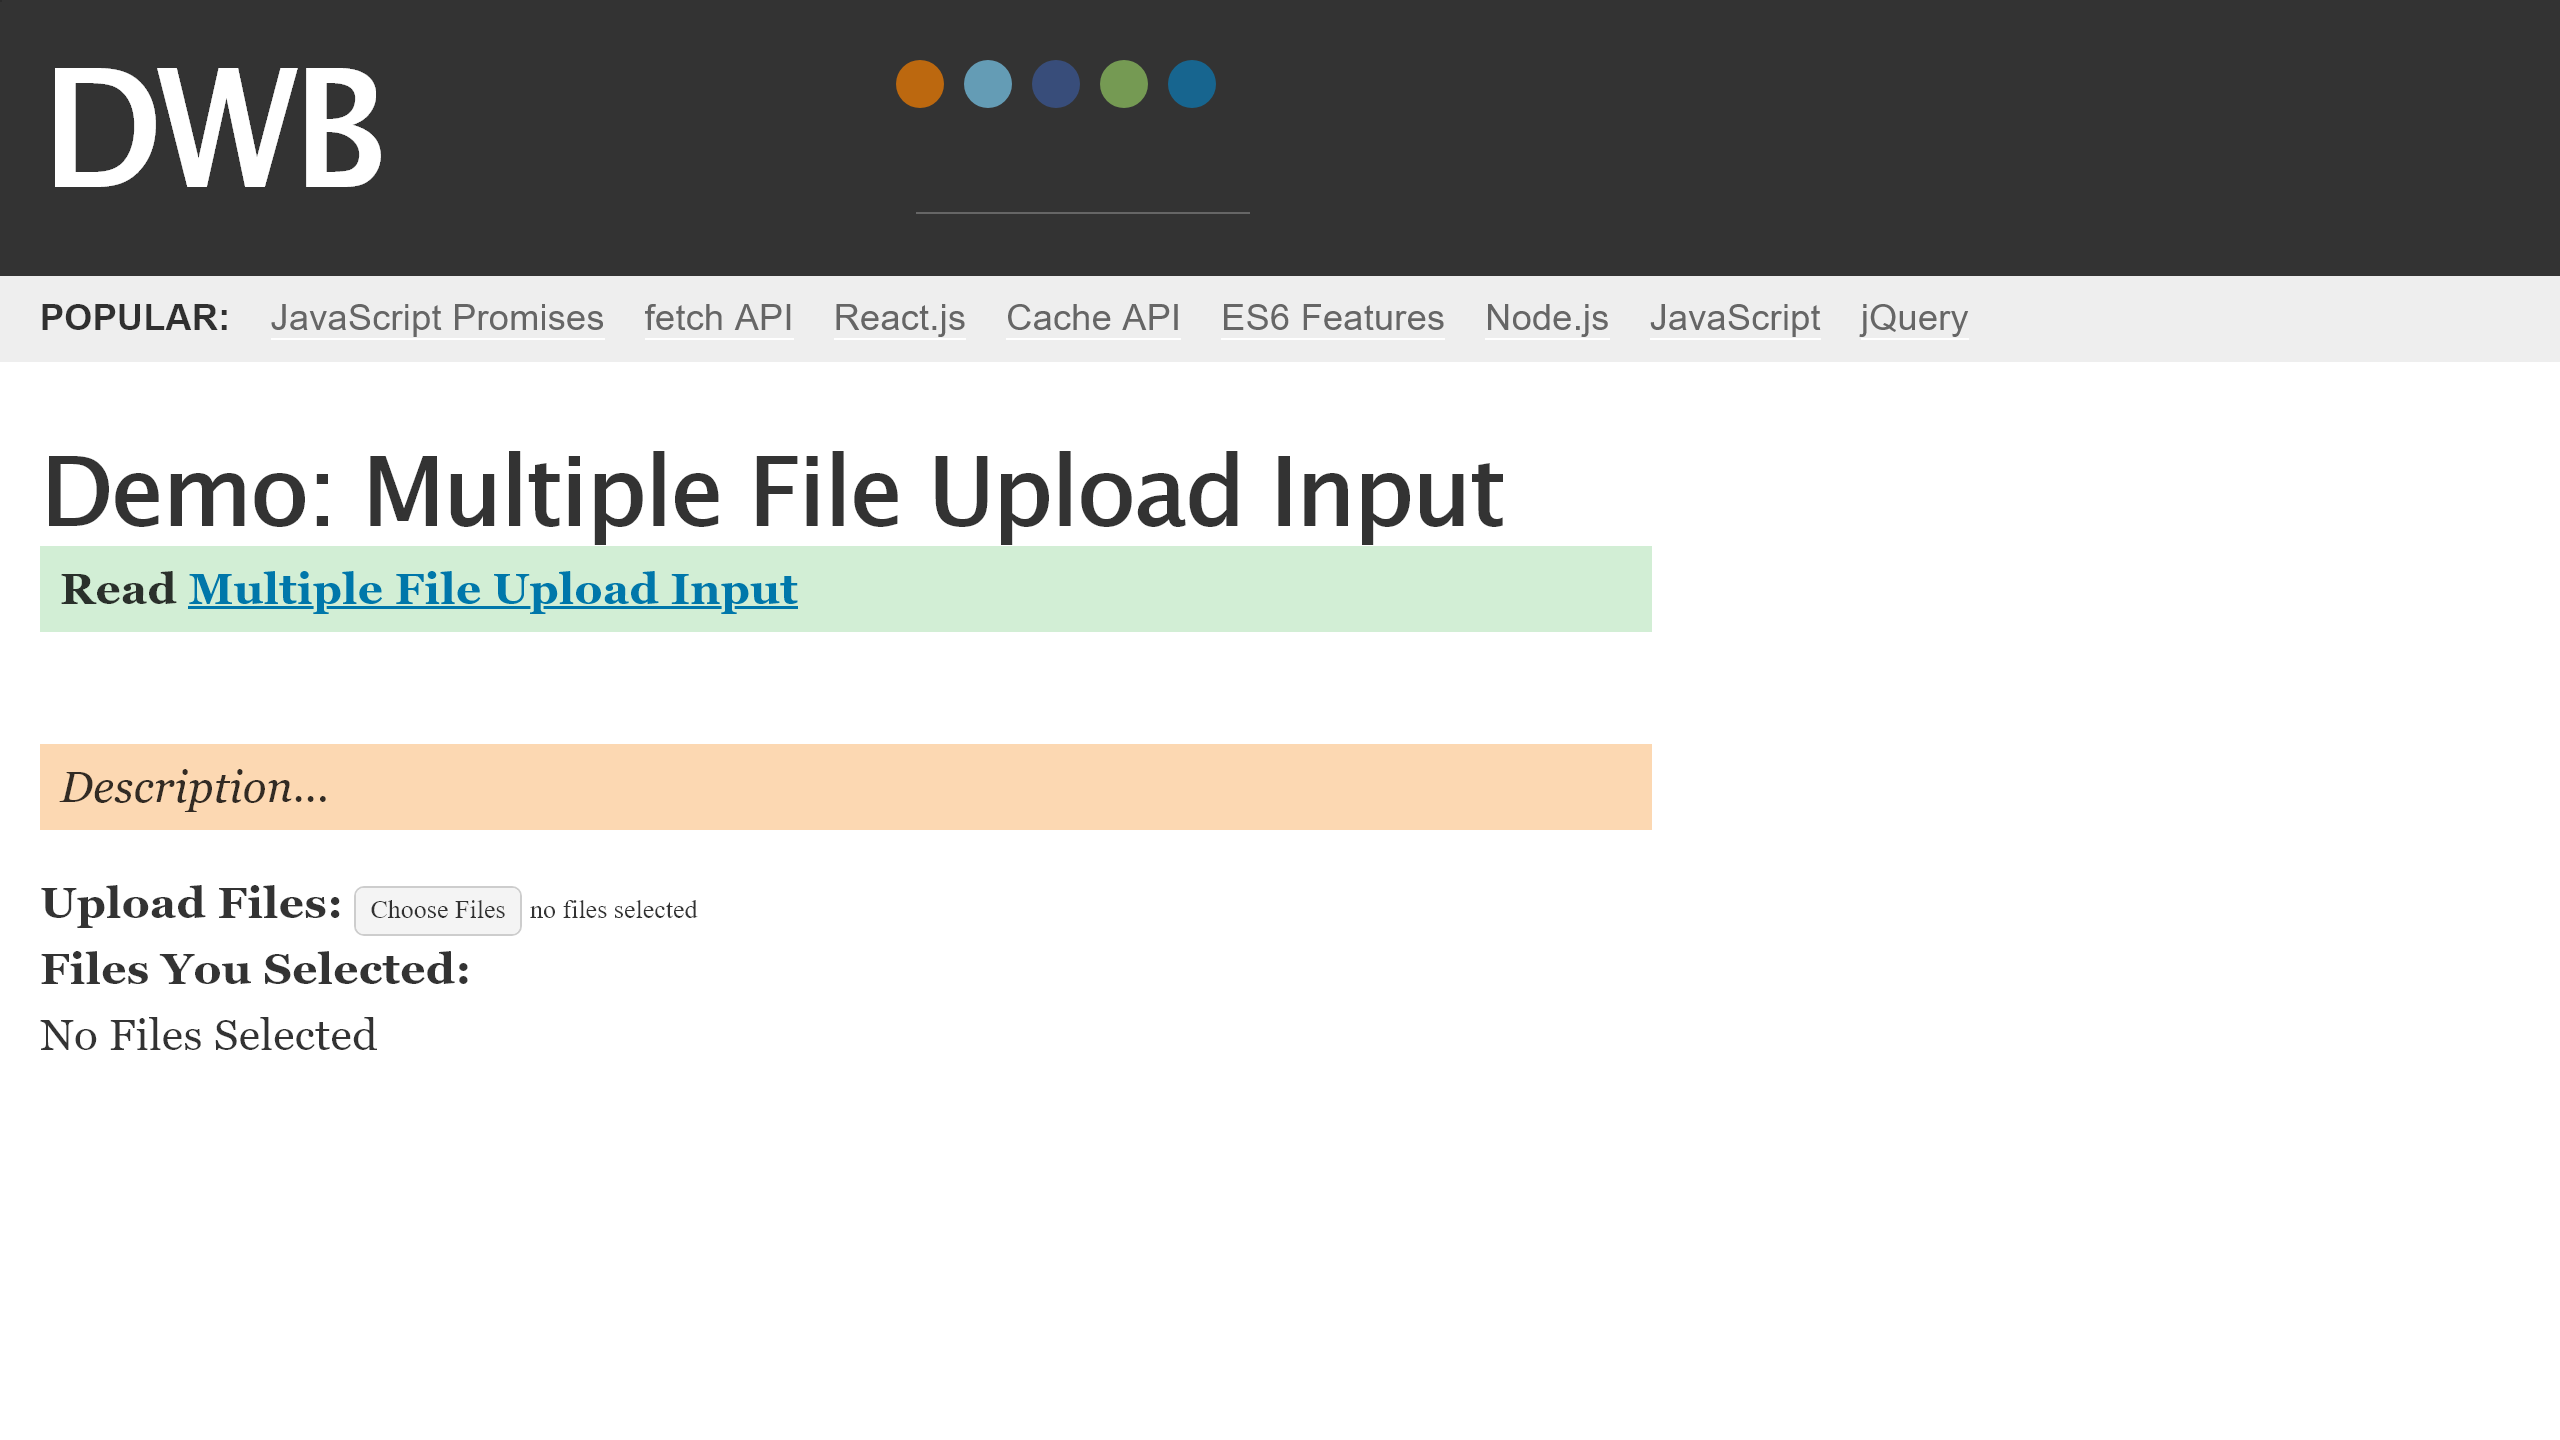 DWB
POPULAR: JavaScript Promises fetch API React.js Cache API ES6 Features Node.js JavaScript jQuery
Demo: Multiple File Upload Input
Read Multiple File Upload Input
Description...
Upload Files: Choose Files no files selected
Files You Selected:
No Files Selected